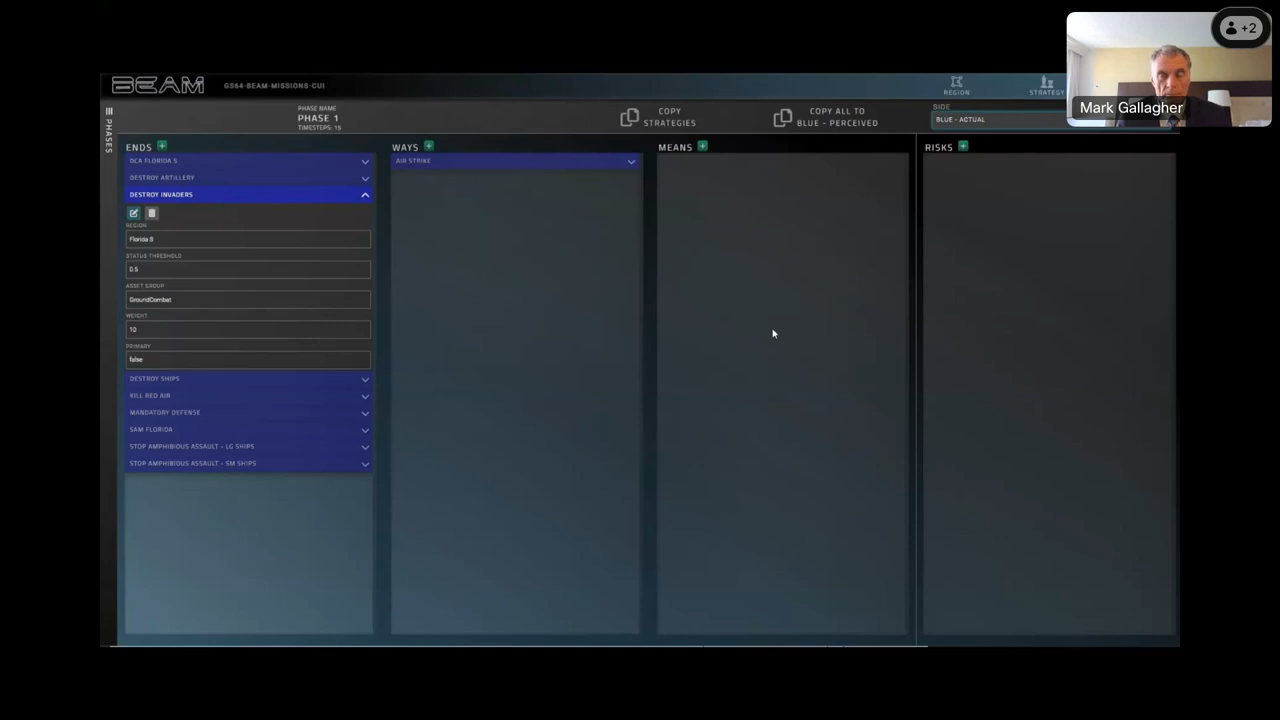 +2
Mark Gallagher
BEAM
GS64-BEAM-MISSIONS-CUI
REGION
STRATEGY
PHASES
PHASE NAME
PHASE 1
TIMESTEPS: 15
COPY
STRATEGIES
COPY ALL TO
BLUE - PERCEIVED
SIDE
BLUE - ACTUAL
ENDS
DCA FLORIDA S
DESTROY ARTILLERY
DESTROY INVADERS
REGION
Florida S
STATUS THRESHOLD
0.5
ASSET GROUP
GroundCombat
WEIGHT
10
PRIMARY
false
DESTROY SHIPS
KILL RED AIR
MANDATORY DEFENSE
SAM FLORIDA
STOP AMPHIBIOUS ASSAULT - LG SHIPS
STOP AMPHIBIOUS ASSAULT - SM SHIPS
WAYS
AIR STRIKE
MEANS
RISKS